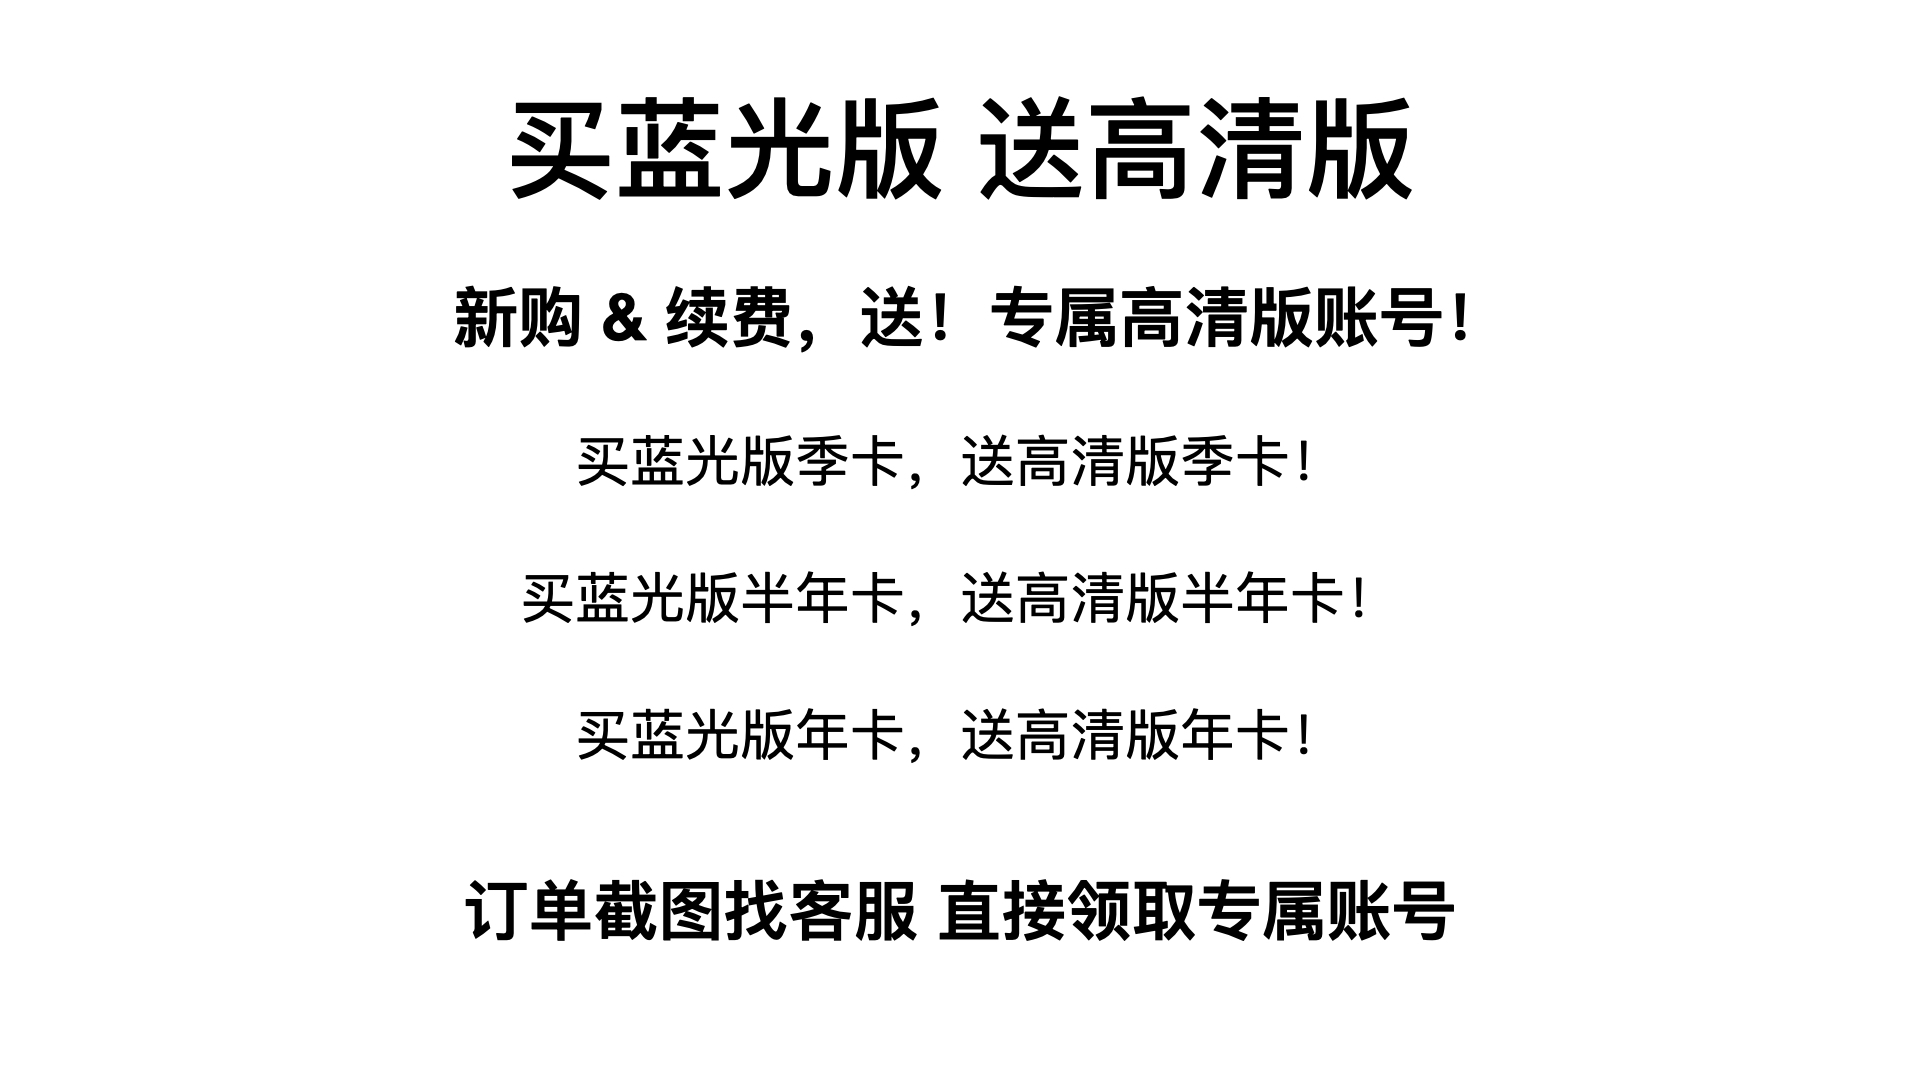 买蓝光版 送高清版
新购 & 续费，送！专属高清版账号！
买蓝光版季卡，送高清版季卡！
买蓝光版半年卡，送高清版半年卡！
买蓝光版年卡，送高清版年卡！
订单截图找客服 直接领取专属账号